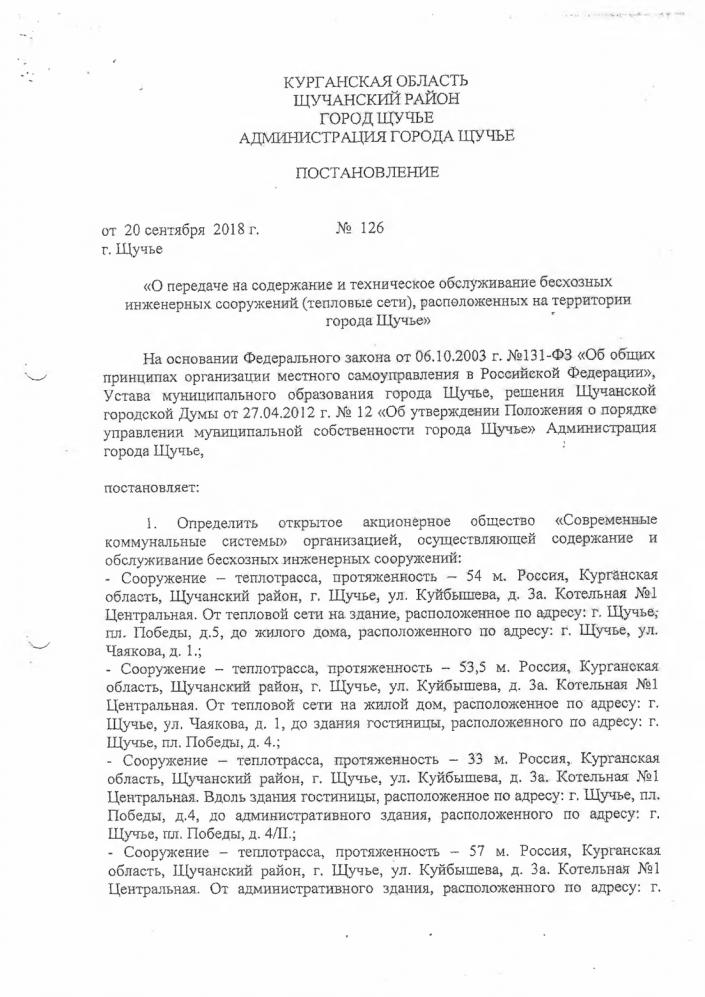 КУРГАНСКАЯ ОБЛАСТЬ
ЩУЧАНСКИЙ РАЙОН
ГОРОД ЩУЧЬЕ
АДМИНИСТРАЦИЯ ГОРОДА ЩУЧЬЕ
ПОСТАНОВЛЕНИЕ
от 20 сентября 2018 г. № 126
г. Щучье
«О передаче на содержание и техническое обслуживание бесхозных
инженерных сооружений (тепловые сети), расположенных на территории
города Щучье»
На основании Федерального закона от 06.10.2003 г. №131-ФЗ «Об общих
принципах организации местного самоуправления в Российской Федерации»,
Устава муниципального образования города Щучье, решения Щучанской
городской Думы от 27.04.2012 г. № 12 «Об утверждении Положения о порядке
управлении муниципальной собственности города Щучье» Администрация
города Щучье,
постановляет:
1. Определить открытое акционерное общество «Современные
коммунальные системы» организацией, осуществляющей содержание и
обслуживание бесхозных инженерных сооружений:
- Сооружение – теплотрасса, протяженность – 54 м. Россия, Курганская
область, Щучанский район, г. Щучье, ул. Куйбышева, д. 3а. Котельная №1
Центральная. От тепловой сети на здание, расположенное по адресу: г. Щучье,
пл. Победы, д.5, до жилого дома, расположенного по адресу: г. Щучье, ул.
Чаякова, д. 1.;
- Сооружение – теплотрасса, протяженность – 53,5 м. Россия, Курганская
область, Щучанский район, г. Щучье, ул. Куйбышева, д. 3а. Котельная №1
Центральная. От тепловой сети на жилой дом, расположенное по адресу: г.
Щучье, ул. Чаякова, д. 1, до здания гостиницы, расположенного по адресу: г.
Щучье, пл. Победы, д. 4.;
- Сооружение – теплотрасса, протяженность – 33 м. Россия, Курганская
область, Щучанский район, г. Щучье, ул. Куйбышева, д. 3а. Котельная №1
Центральная. Вдоль здания гостиницы, расположенное по адресу: г. Щучье, пл.
Победы, д.4, до административного здания, расположенного по адресу: г.
Щучье, пл. Победы, д. 4/II.;
- Сооружение – теплотрасса, протяженность – 57 м. Россия, Курганская
область, Щучанский район, г. Щучье, ул. Куйбышева, д. 3а. Котельная №1
Центральная. От административного здания, расположенного по адресу: г.